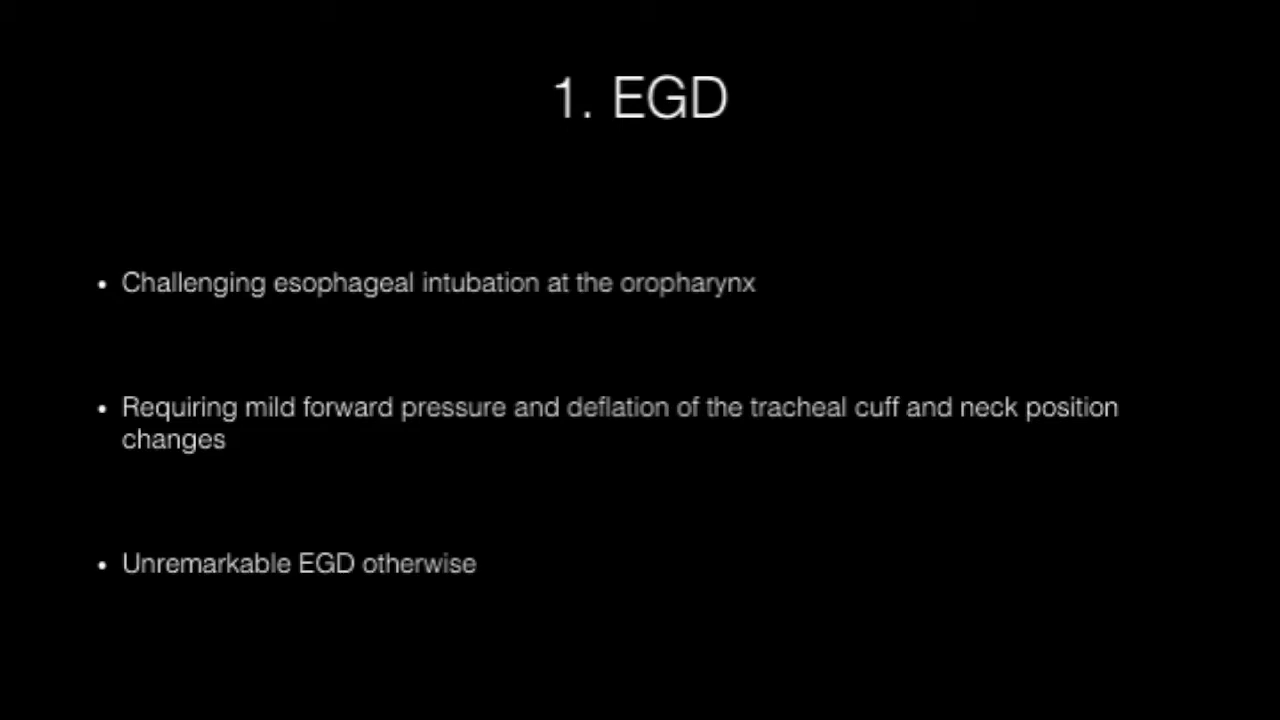 1. EGD
• Challenging esophageal intubation at the oropharynx
• Requiring mild forward pressure and deflation of the tracheal cuff and neck position
changes
• Unremarkable EGD otherwise